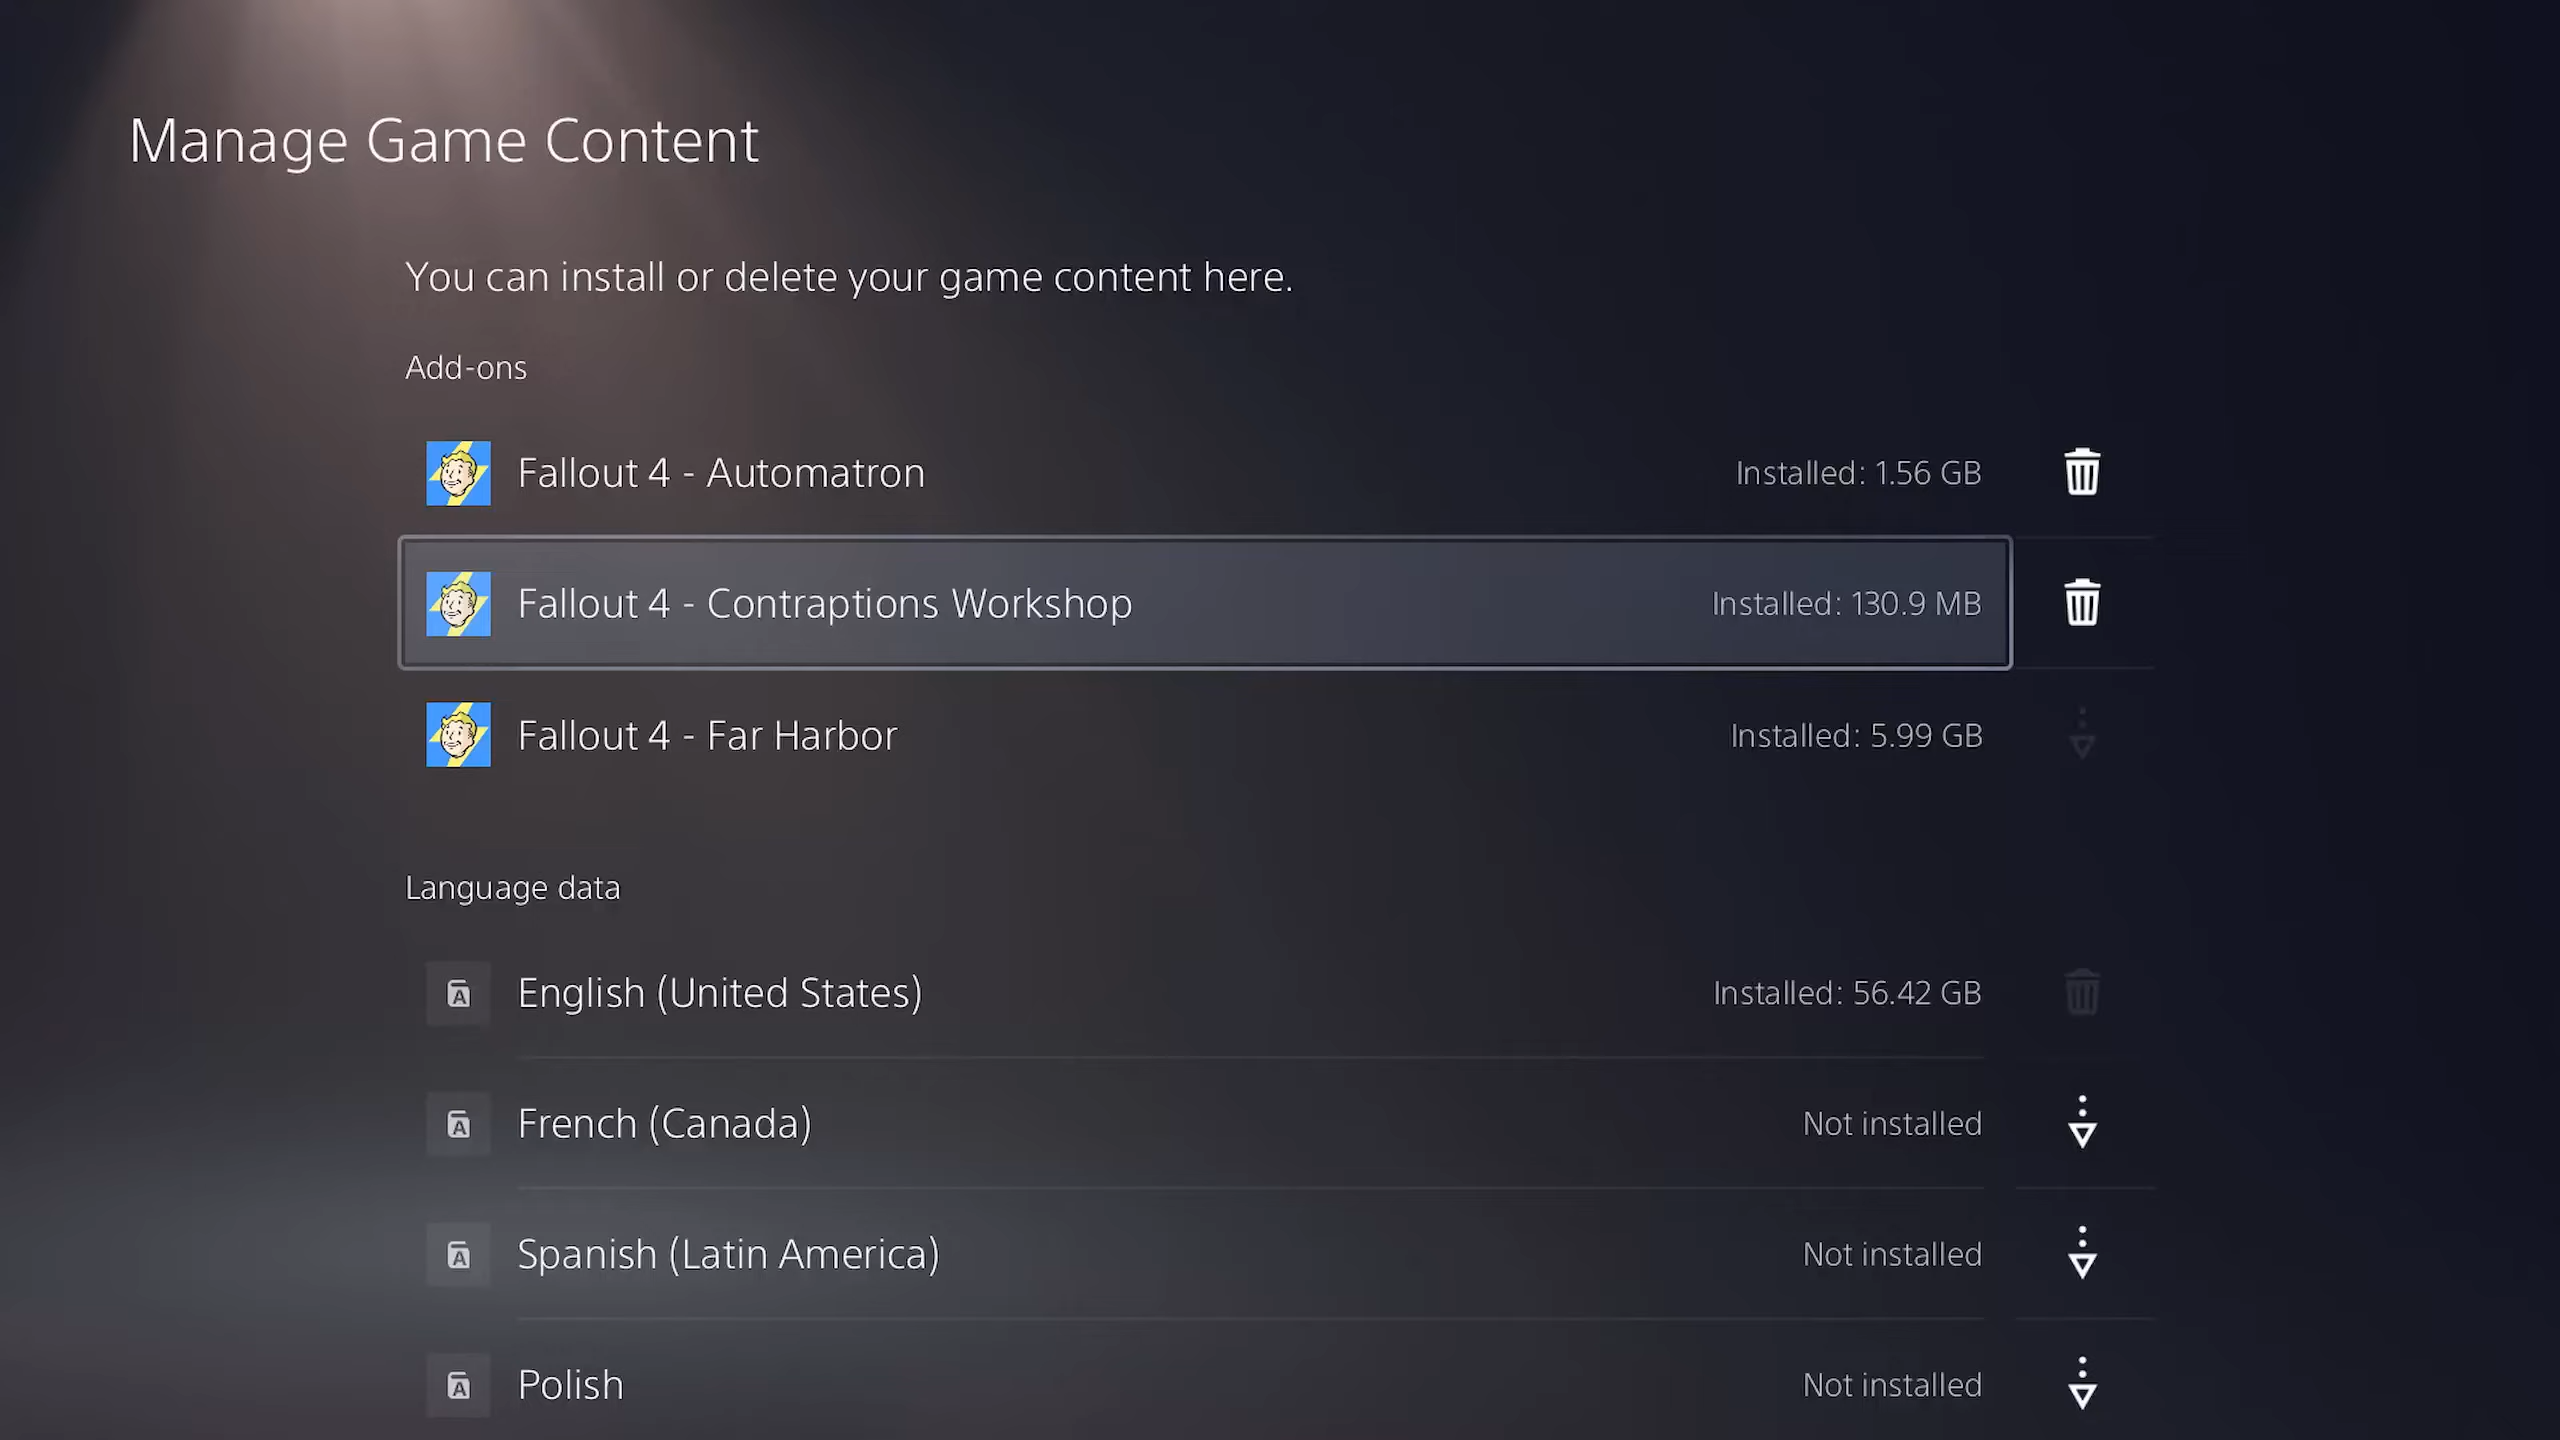 Manage Game Content
You can install or delete your game content here.
Add-ons
Fallout 4 - Automatron Installed: 1.56 GB
Fallout 4 - Contraptions Workshop Installed: 130.9 MB
Fallout 4 - Far Harbor Installed: 5.99 GB
Language data
A English (United States) Installed: 56.42 GB
A French (Canada) Not installed
A Spanish (Latin America) Not installed
A Polish Not installed